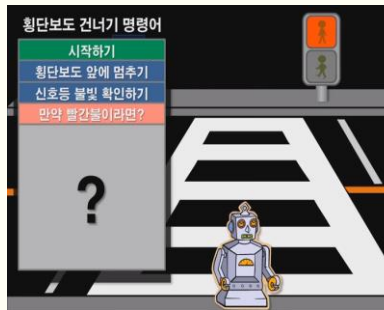 횡단보도 건너기 명령어
시작하기
횡단보도 앞에 멈추기
신호등 불빛 확인하기
만약 빨간불이라면?
?